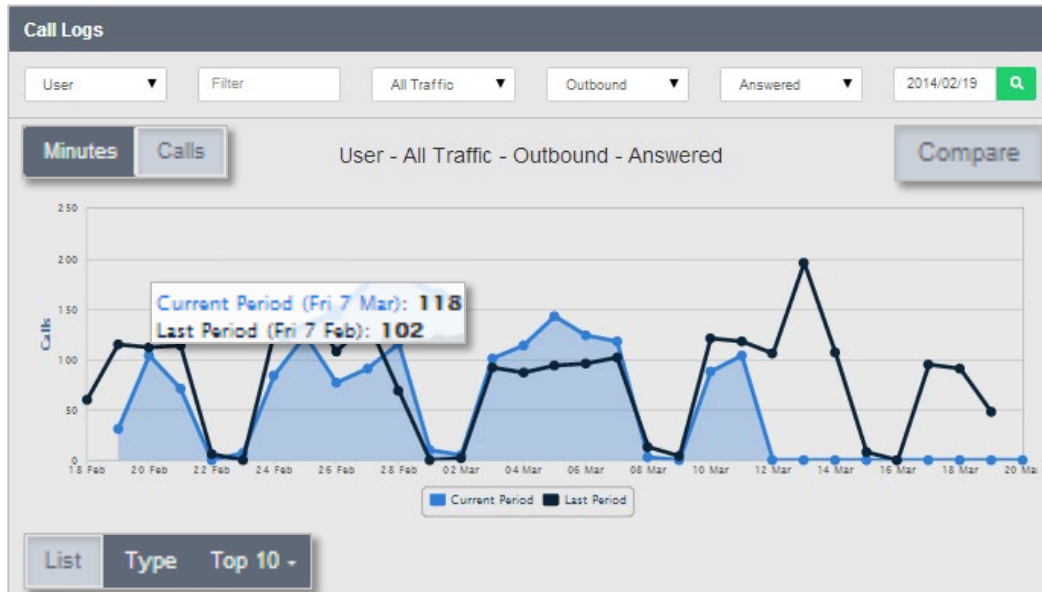 Call Logs
User ▼ Filter All Traffic ▼ Outbound ▼ Answered ▼ 2014/02/19
Minutes Calls User - All Traffic - Outbound - Answered Compare
250
200
150
100
50
0
Calls
Current Period (Fri 7 Mar): 118
Last Period (Fri 7 Feb): 102
18 Feb 20 Feb 22 Feb 24 Feb 26 Feb 28 Feb 02 Mar 04 Mar 06 Mar 08 Mar 10 Mar 12 Mar 14 Mar 16 Mar 18 Mar 20 Ma
Current Period Last Period
List Type Top 10 -